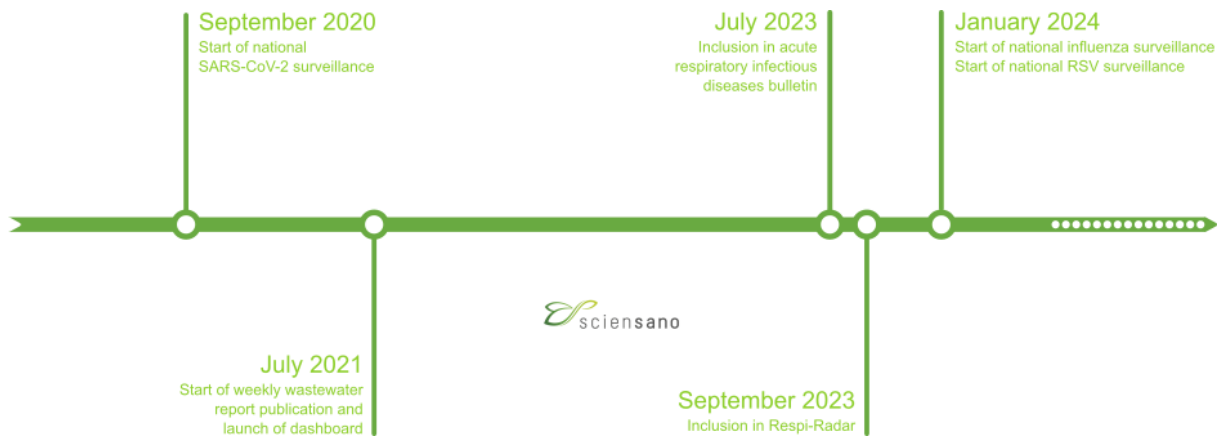 September 2020
Start of national
SARS-CoV-2 surveillance
July 2023
Inclusion in acute
respiratory infectious
diseases bulletin
January 2024
Start of national influenza surveillance
Start of national RSV surveillance
sciensano
July 2021
Start of weekly wastewater
report publication and
launch of dashboard
September 2023
Inclusion in Respi-Radar